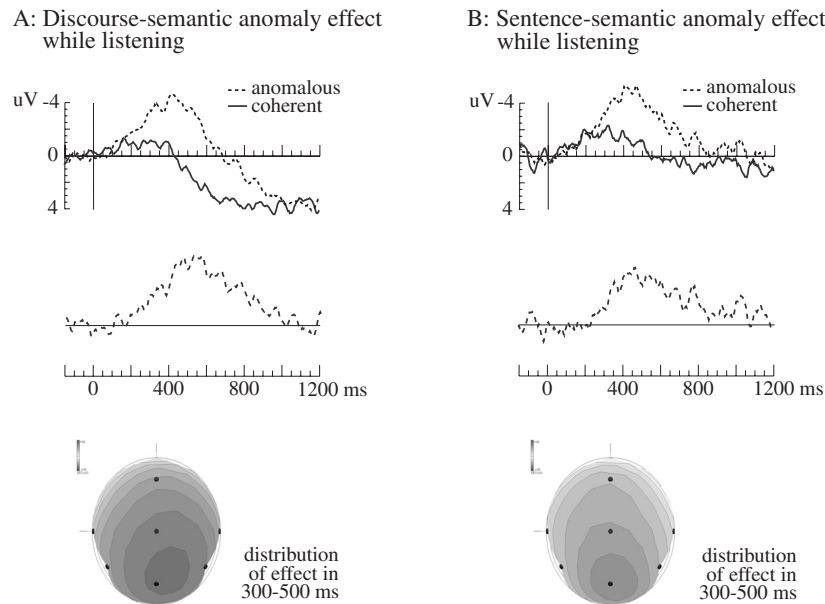 A: Discourse-semantic anomaly effect
while listening
uV
-4
0
4
anomalous
coherent
0 400 800 1200 ms
distribution
of effect in
300-500 ms
B: Sentence-semantic anomaly effect
while listening
uV
-4
0
4
anomalous
coherent
0 400 800 1200 ms
distribution
of effect in
300-500 ms